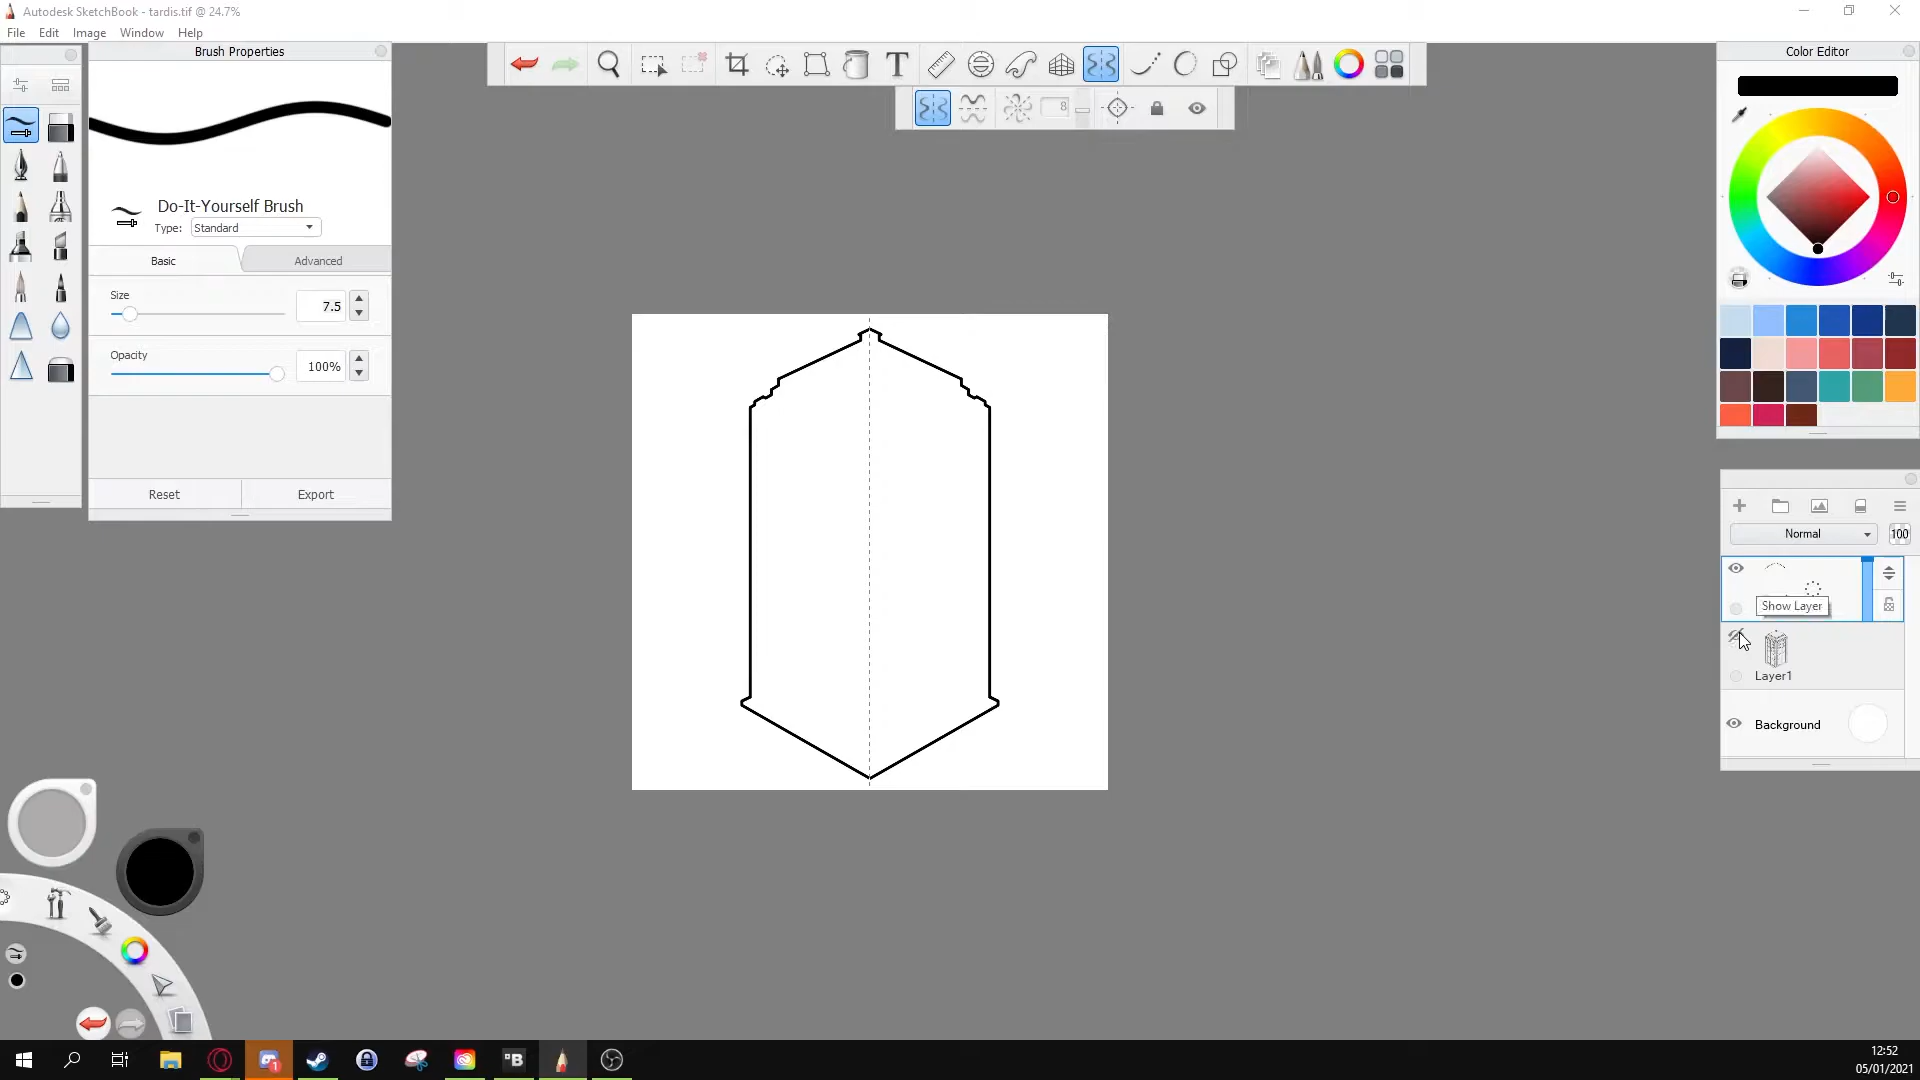 Autodesk SketchBook - tardis.tif @ 24.7%
File Edit Image Window Help
Brush Properties
Do-It-Yourself Brush
Type: Standard
Basic Advanced
Size
7.5
Opacity
100%
Reset Export
T
8
Color Editor
Normal 100
Show Layer
Layer1
Background
1
B
12:52
05/01/2021